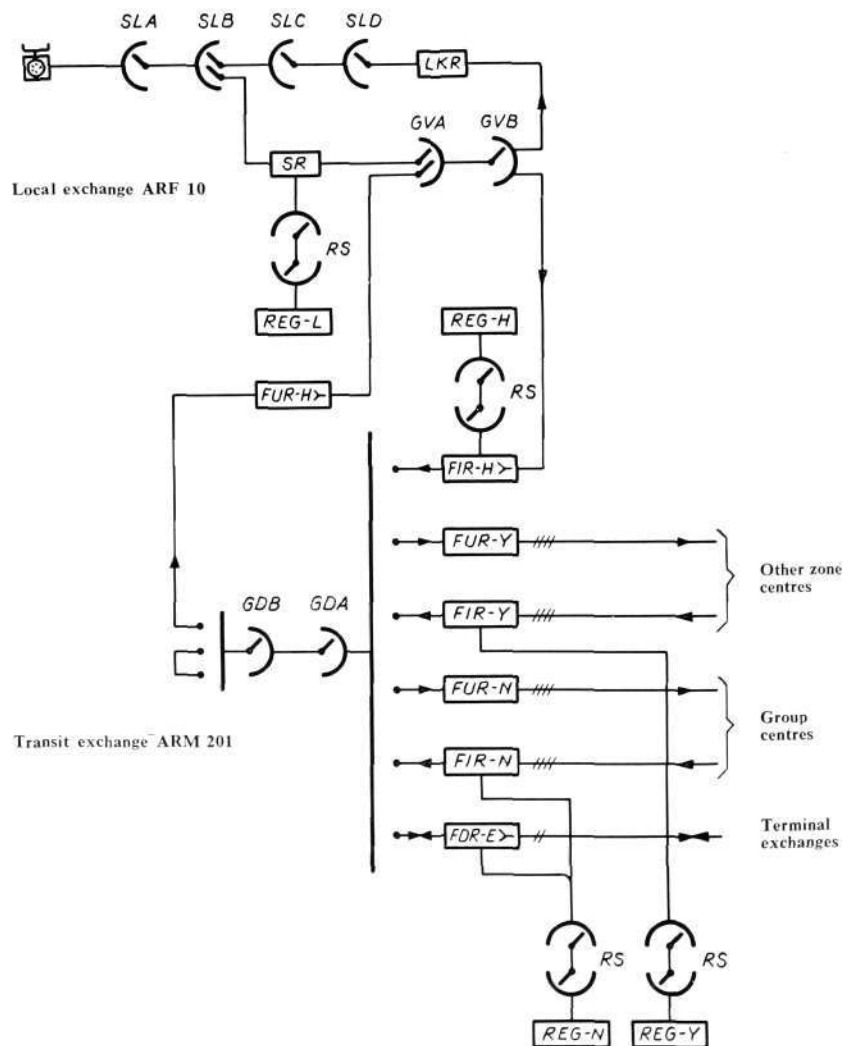 SLA SLB SLC SLD
LKR
GVA GVB
SR
Local exchange ARF 10
RS
REG-L REG-H
RS
FUR-H
FIR-H
FUR-Y
Other zone
centres
GDB GDA
FIR-Y
FUR-N
Group
centres
Transit exchange ARM 201
FIR-N
FDR-E
Terminal
exchanges
RS RS
REG-N REG-Y